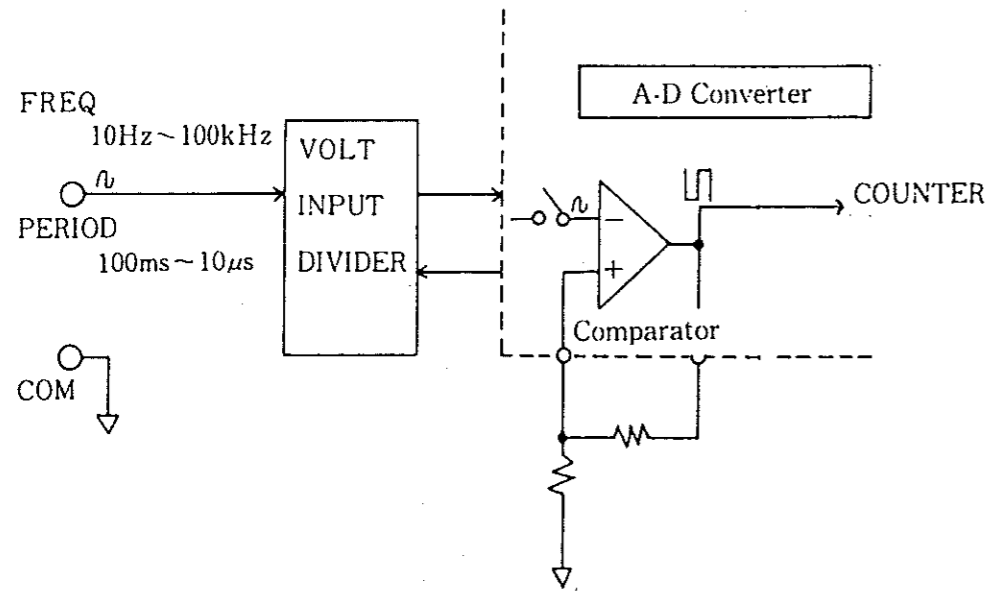 FREQ
10Hz~100kHz
PERIOD
100ms~10μs
COM
VOLT
INPUT
DIVIDER
A-D Converter
−
+
Comparator
COUNTER